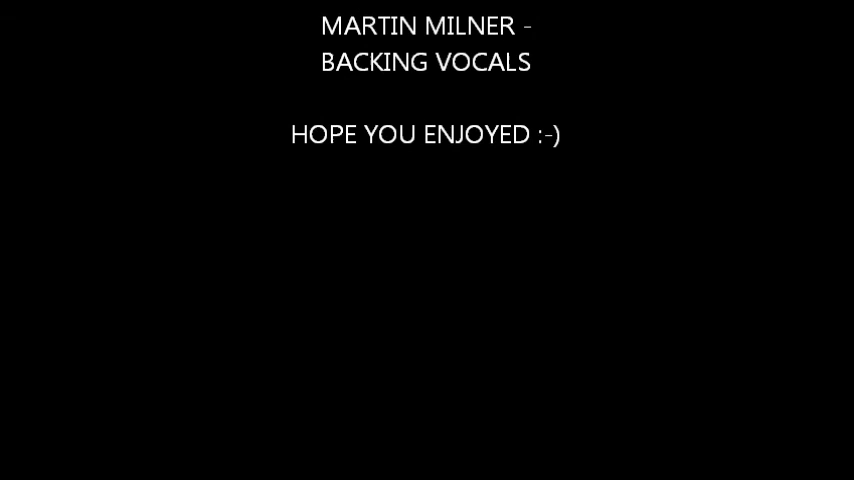 MARTIN MILNER -
BACKING VOCALS
HOPE YOU ENJOYED :-)